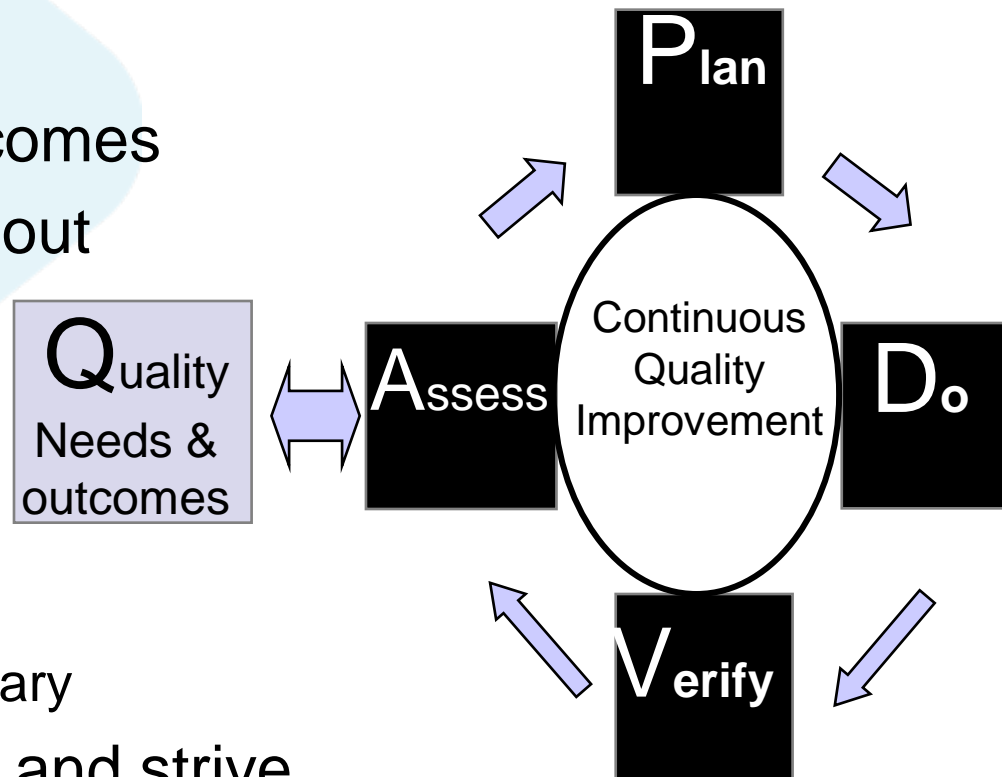 Plan
comes
out
Continuous
Quality
Improvement
Quality
Needs &
outcomes
Assess
Do
Verify
ary
and strive